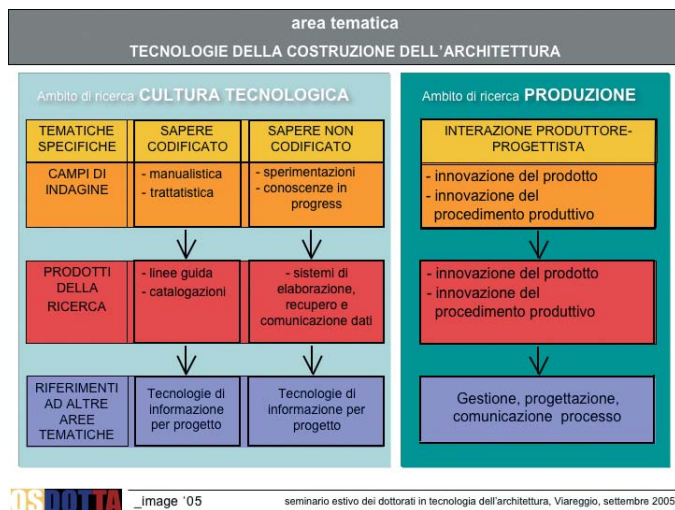 area tematica
TECNOLOGIE DELLA COSTRUZIONE DELL'ARCHITETTURA
Ambito di ricerca CULTURA TECNOLOGICA
TEMATICHE
SPECIFICHE
SAPERE
CODIFICATO
SAPERE NON
CODIFICATO
CAMPI DI
INDAGINE
- manualistica
- trattatistica
- sperimentazioni
- conoscenze in
progress
PRODOTTI
DELLA
RICERCA
- linee guida
- catalogazioni
- sistemi di
elaborazione,
recupero e
comunicazione dati
RIFERIMENTI
AD ALTRE
AREE
TEMATICHE
Tecnologie di
informazione
per progetto
Tecnologie di
informazione per
progetto
Ambito di ricerca PRODUZIONE
INTERAZIONE PRODUTTORE-
PROGETTISTA
- innovazione del prodotto
- innovazione del
procedimento produttivo
- innovazione del prodotto
- innovazione del
procedimento produttivo
Gestione, progettazione,
comunicazione processo
OSDOTTA
_image '05
seminario estivo dei dottorati in tecnologia dell'architettura, Viareggio, settembre 2005